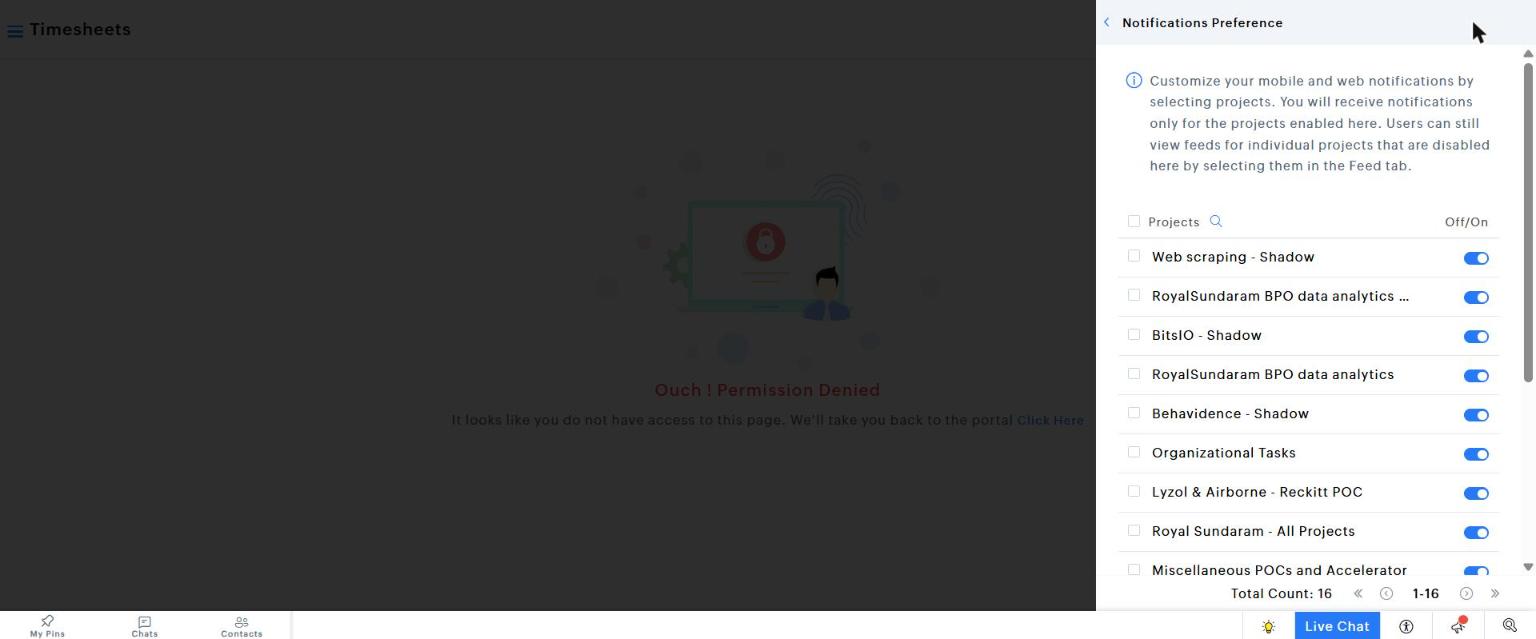 Timesheets
Ouch ! Permission Denied
It looks like you do not have access to this page. We'll take you back to the portal Click Here
Notifications Preference
Customize your mobile and web notifications by
selecting projects. You will receive notifications
only for the projects enabled here. Users can still
view feeds for individual projects that are disabled
here by selecting them in the Feed tab.
Projects Off/On
Web scraping - Shadow
RoyalSundaram BPO data analytics ...
BitsIO - Shadow
RoyalSundaram BPO data analytics
Behavidence - Shadow
Organizational Tasks
Lyzol & Airborne - Reckitt POC
Royal Sundaram - All Projects
Miscellaneous POCs and Accelerator
Total Count: 16 1-16
My Pins Chats Contacts Live Chat